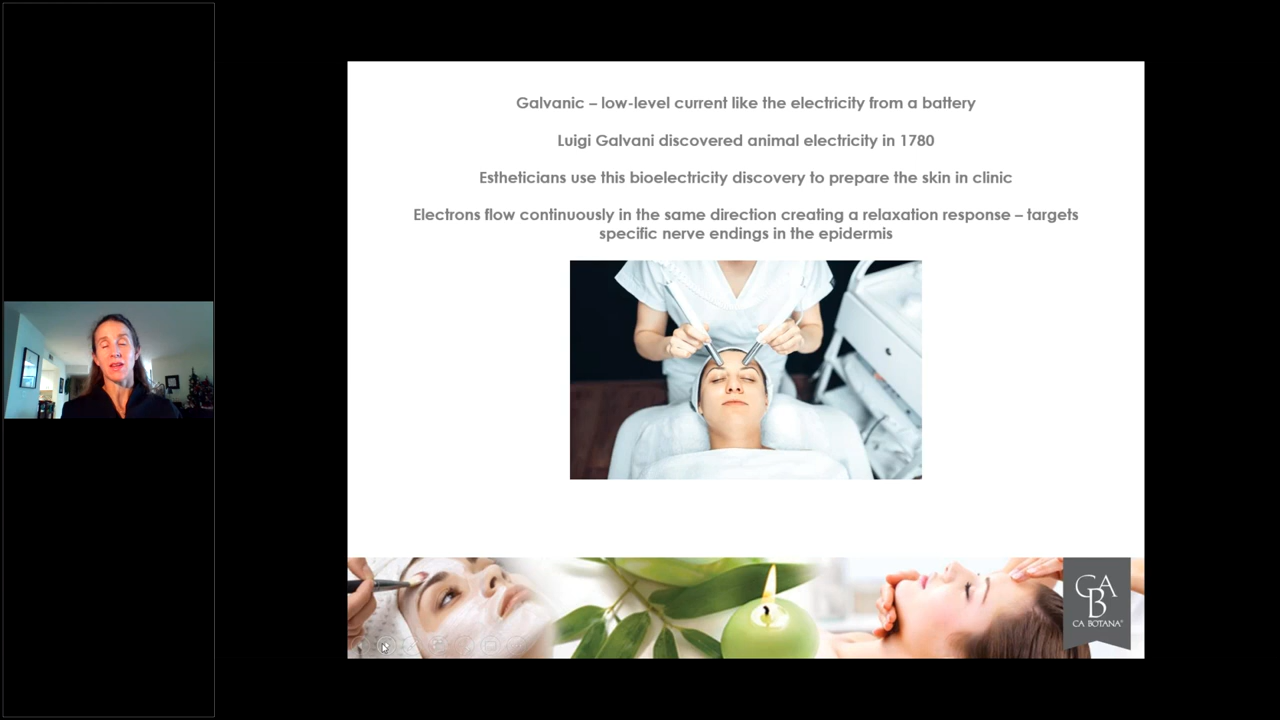 Galvanic – low-level current like the electricity from a battery
Luigi Galvani discovered animal electricity in 1780
Estheticians use this bioelectricity discovery to prepare the skin in clinic
Electrons flow continuously in the same direction creating a relaxation response – targets
specific nerve endings in the epidermis
CA
B
CA BOTANA®